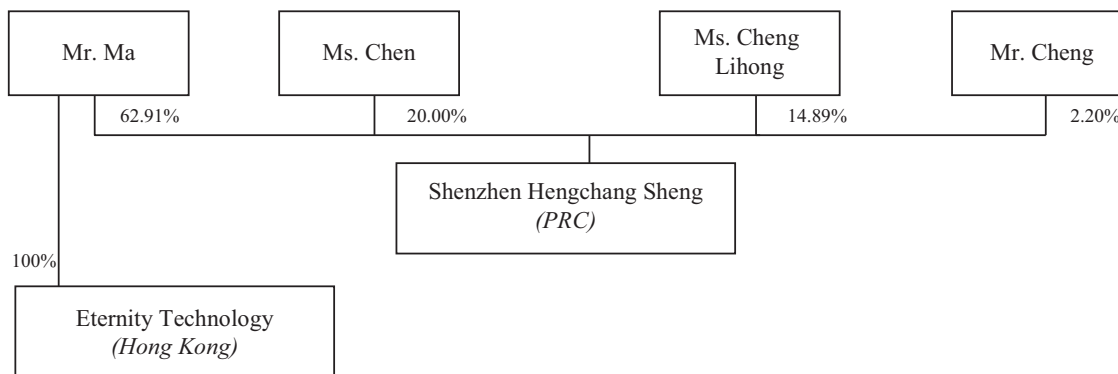 Mr. Ma
Ms. Chen
Ms. Cheng
Lihong
Mr. Cheng
62.91%
20.00%
14.89%
2.20%
Shenzhen Hengchang Sheng
(PRC)
100%
Eternity Technology
(Hong Kong)